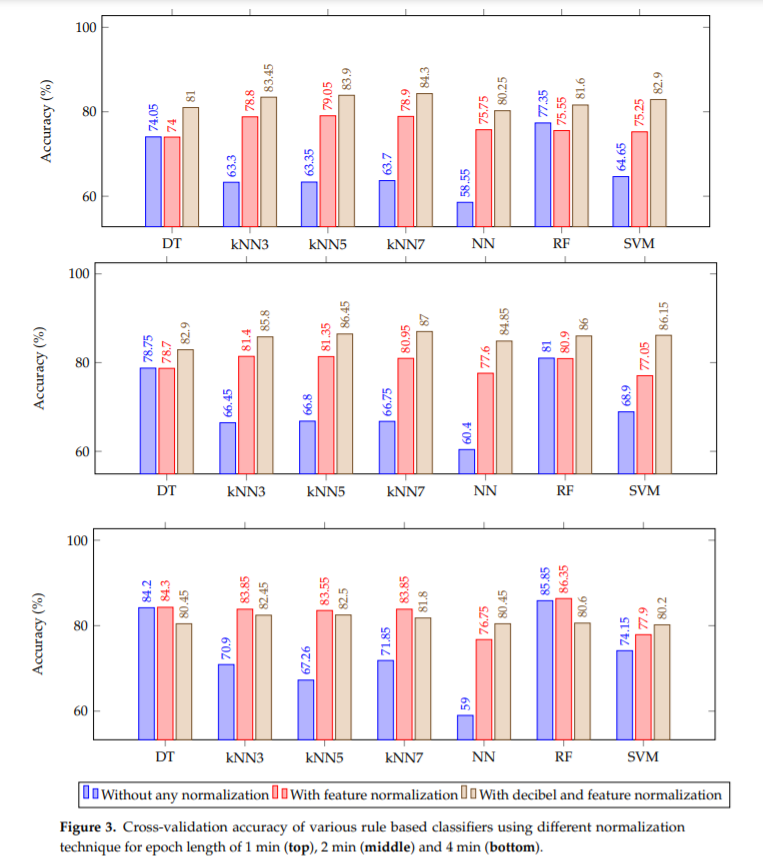 100
80
60
Accuracy (%)
74.05 74 81
63.3 78.8 83.45
63.35 79.05 83.9
63.7 78.9 84.3
58.55 75.75 80.25
77.35 75.55 81.6
64.65 75.25 82.9
DT kNN3 kNN5 kNN7 NN RF SVM
100
80
60
Accuracy (%)
78.75 78.7 82.9
66.45 81.4 85.8
66.8 81.35 86.45
66.75 80.95 87
60.4 77.6 84.85
81 80.9 86
68.9 77.05 86.15
DT kNN3 kNN5 kNN7 NN RF SVM
100
80
60
Accuracy (%)
84.2 84.3 80.45
70.9 83.85 82.45
67.26 83.55 82.5
71.85 83.85 81.8
59 76.75 80.45
85.85 86.35 80.6
74.15 77.9 80.2
DT kNN3 kNN5 kNN7 NN RF SVM
Without any normalization With feature normalization With decibel and feature normalization
Figure 3. Cross-validation accuracy of various rule based classifiers using different normalization
technique for epoch length of 1 min (top), 2 min (middle) and 4 min (bottom).